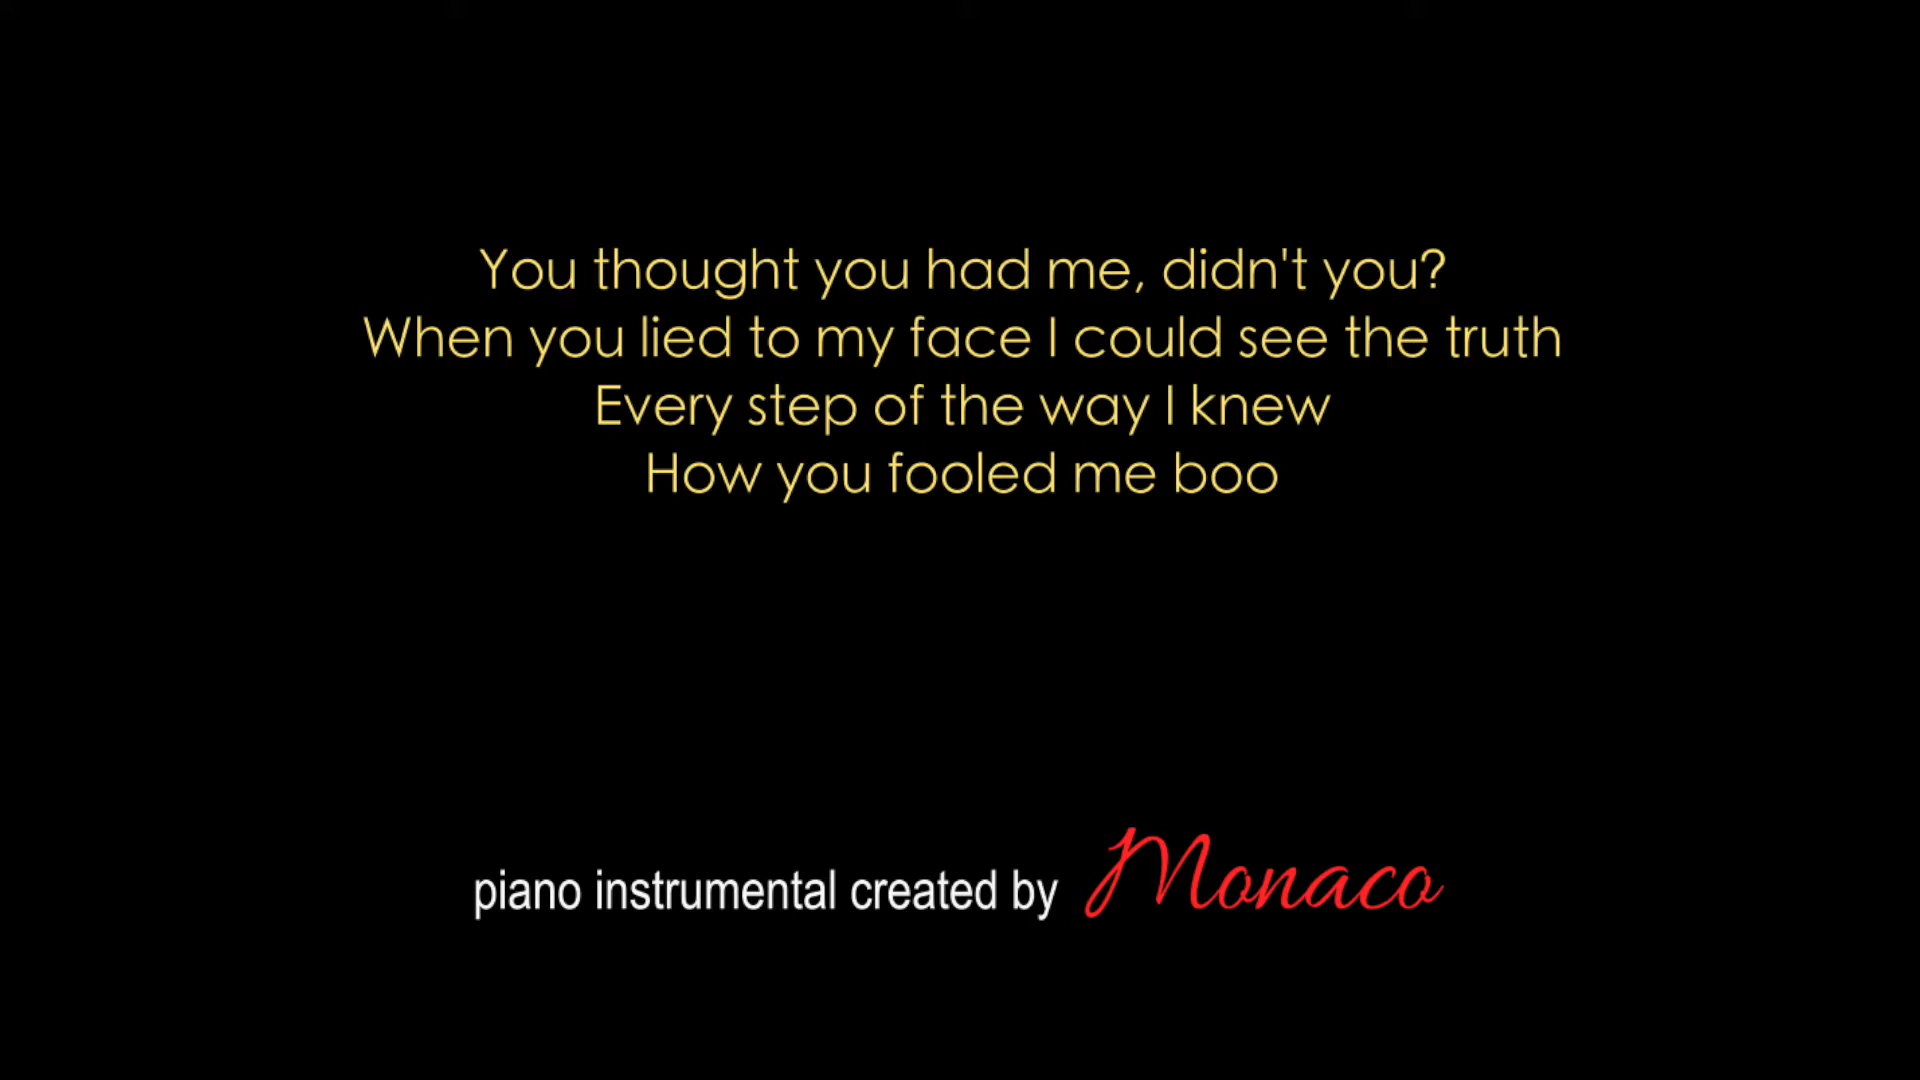 You thought you had me, didn't you?
When you lied to my face I could see the truth
Every step of the way I knew
How you fooled me boo
piano instrumental created by Monaco